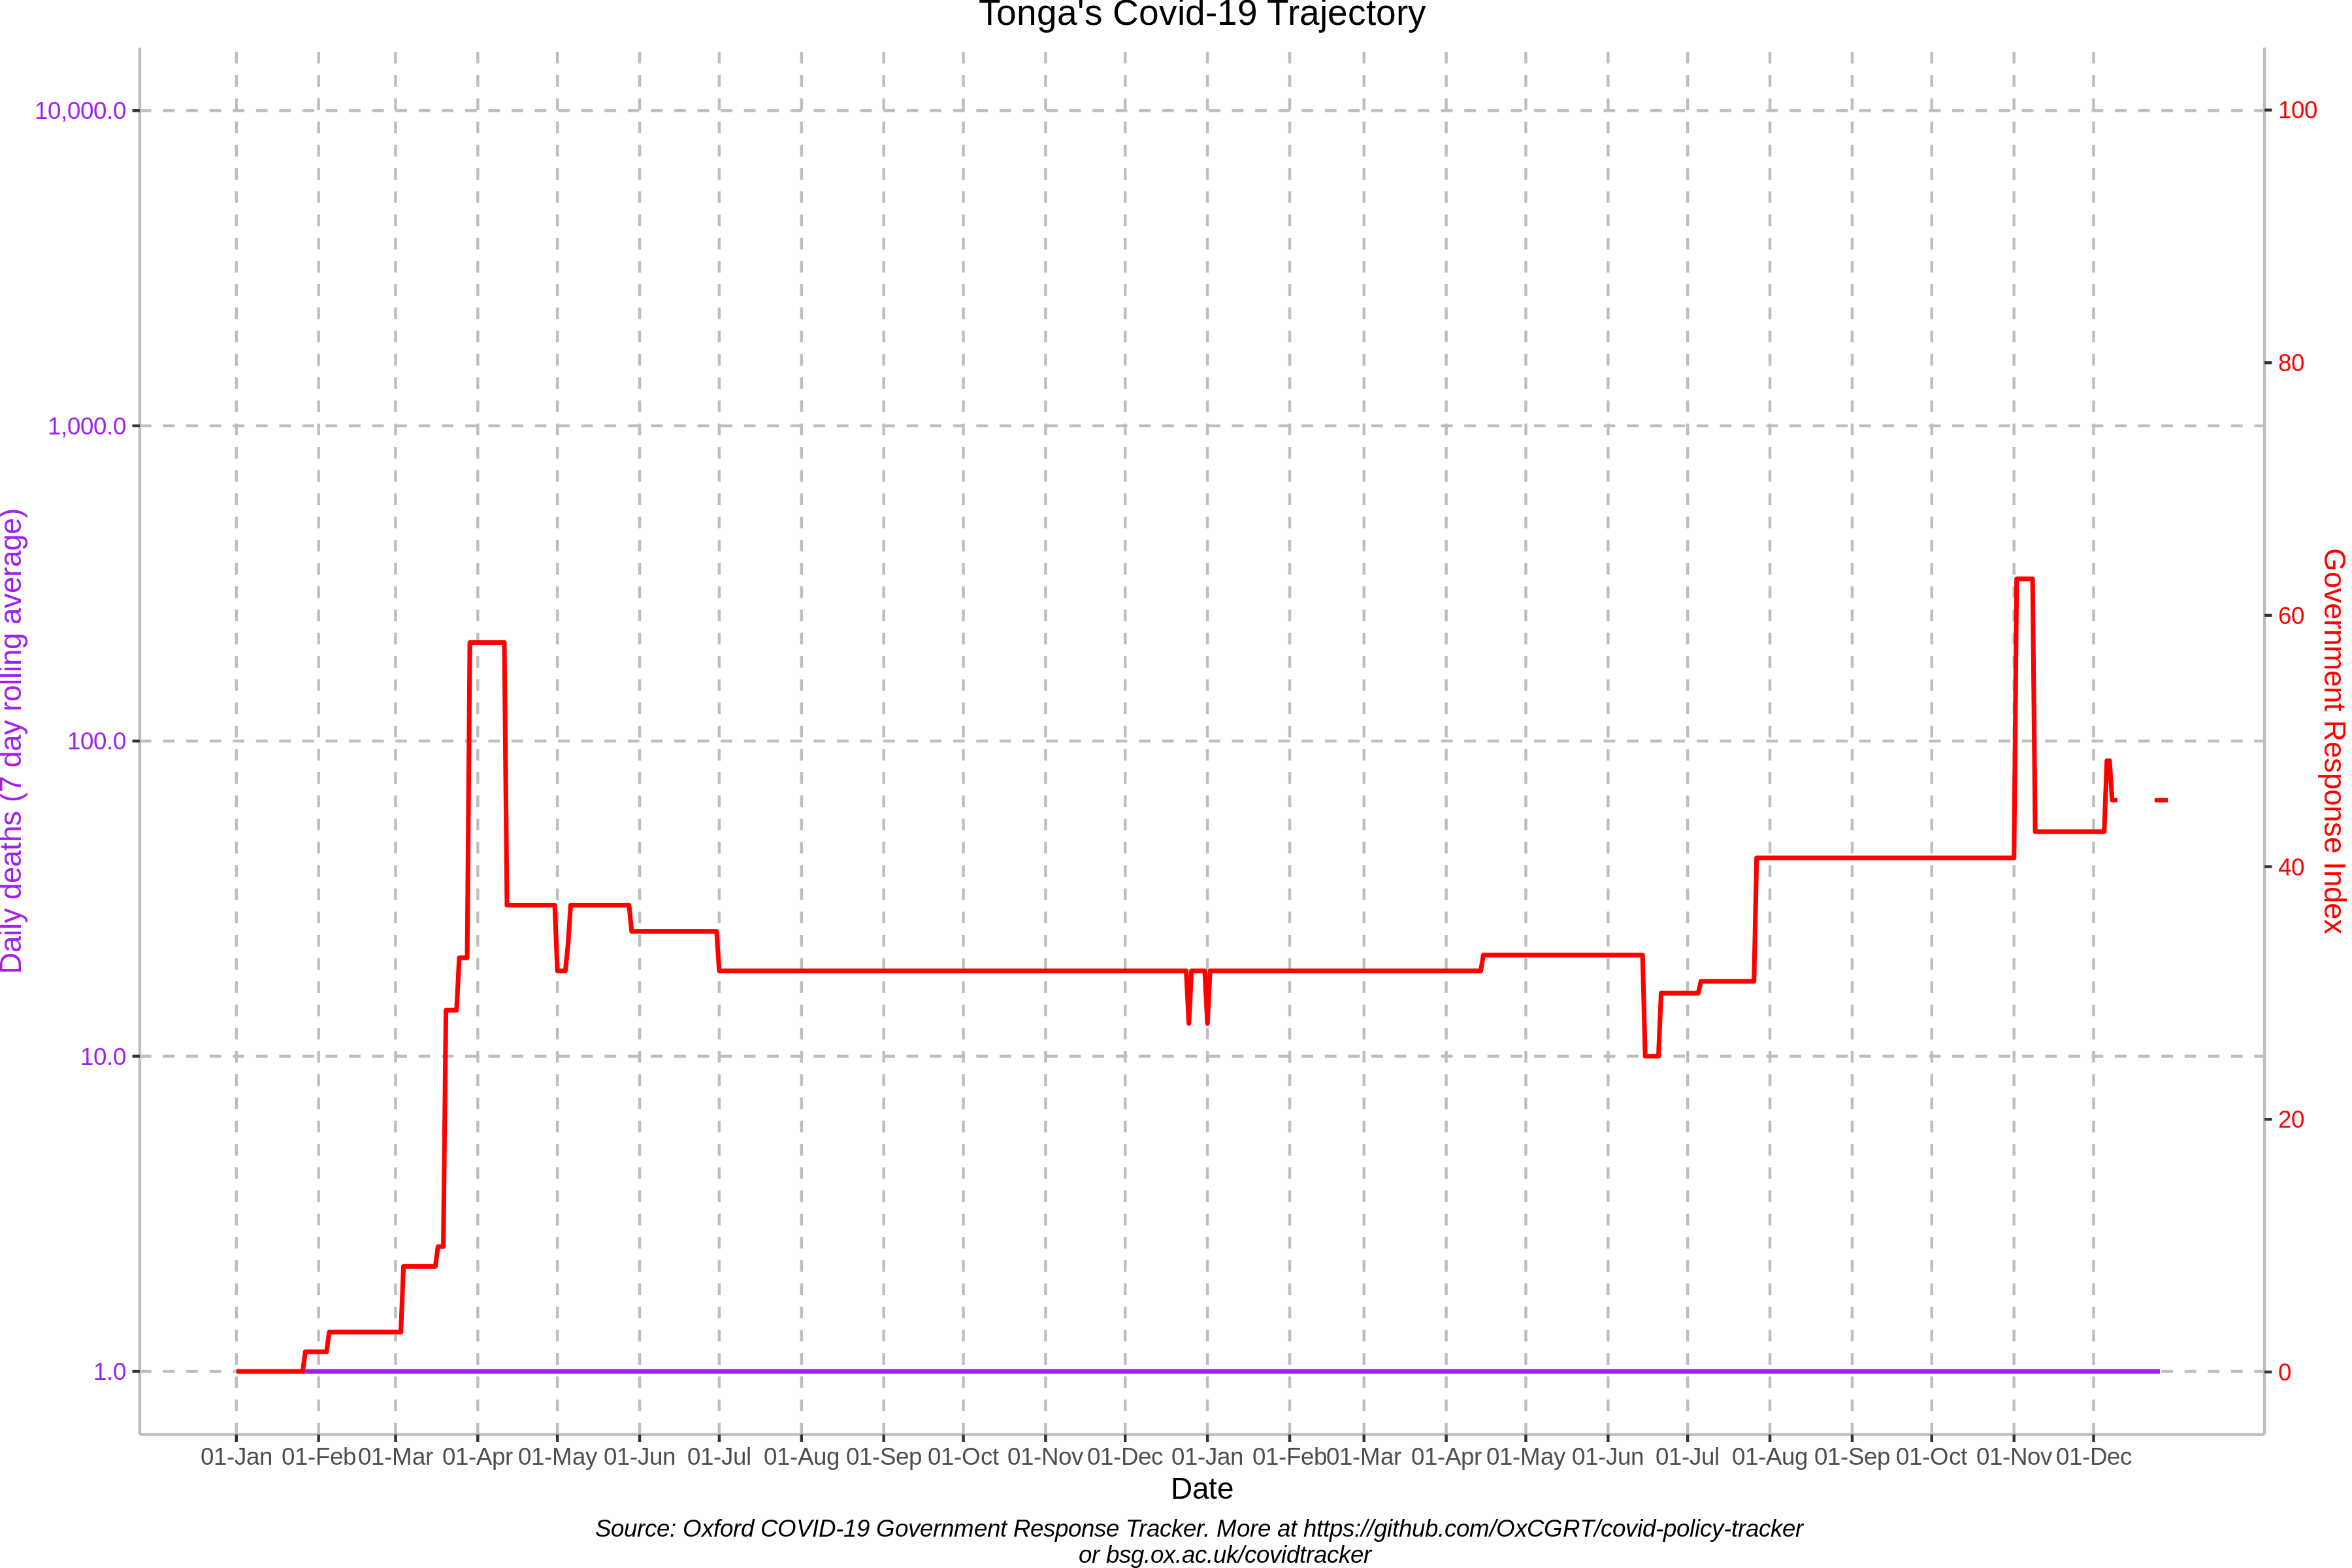 Tonga's Covid-19 Trajectory
10,000.0
1,000.0
100.0
10.0
1.0
Daily deaths (7 day rolling average)
100
80
60
40
20
0
Government Response Index
01-Jan 01-Feb 01-Mar 01-Apr 01-May 01-Jun 01-Jul 01-Aug 01-Sep 01-Oct 01-Nov 01-Dec 01-Jan 01-Feb 01-Mar 01-Apr 01-May 01-Jun 01-Jul 01-Aug 01-Sep 01-Oct 01-Nov 01-Dec
Date
Source: Oxford COVID-19 Government Response Tracker. More at https://github.com/OxCGRT/covid-policy-tracker
or bsg.ox.ac.uk/covidtracker